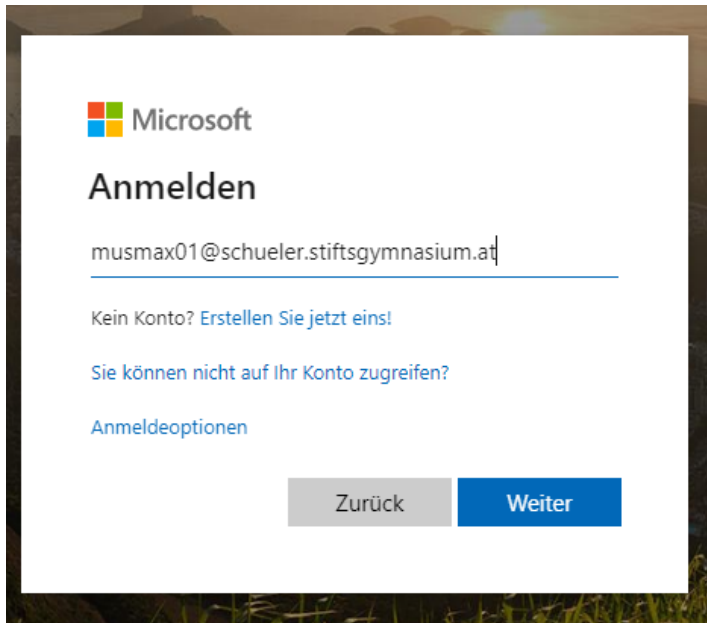 Microsoft
Anmelden
musmax01@schueler.stiftsgymnasium.at
Kein Konto? Erstellen Sie jetzt eins!
Sie können nicht auf Ihr Konto zugreifen?
Anmeldeoptionen
Zurück Weiter